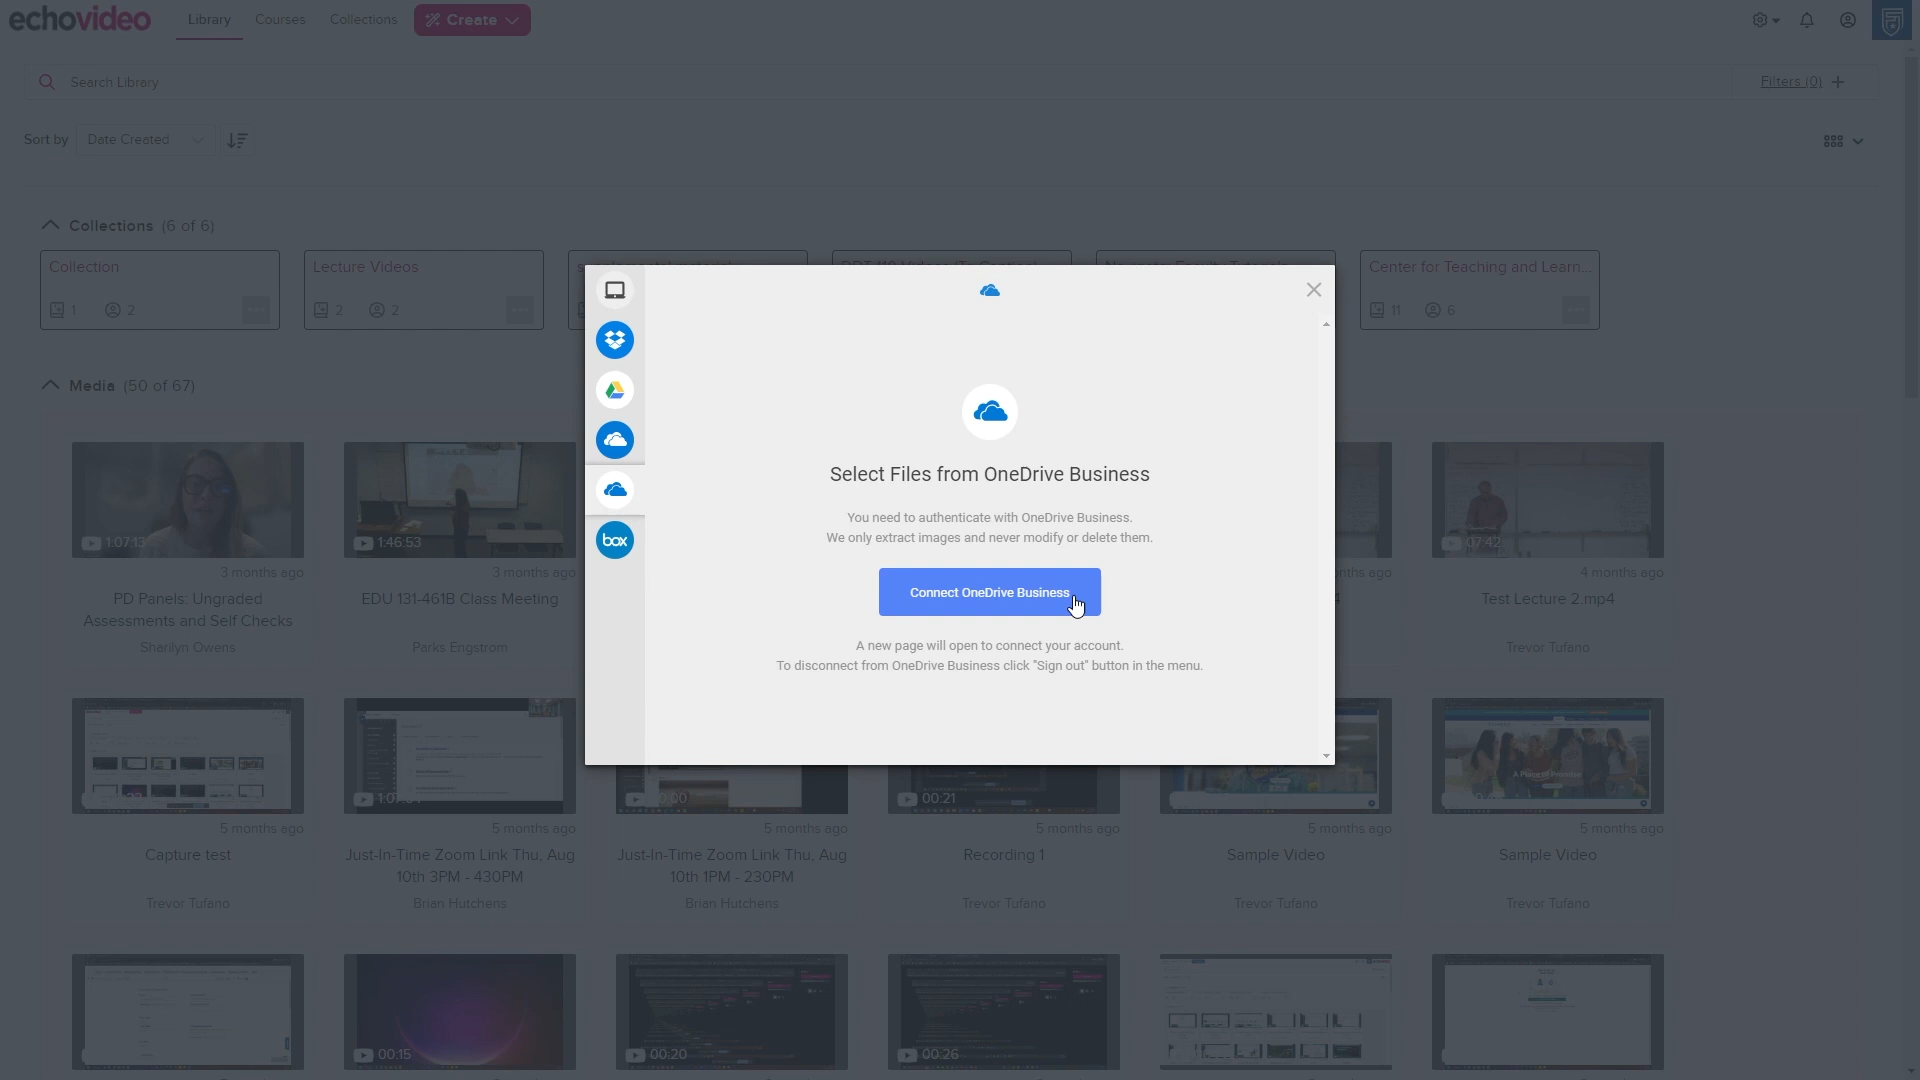 echovideo
Library
Courses
Collections
Create
Search Library
Filters (0)
Sort by
Date Created
Collections (6 of 6)
Collection
1
2
Lecture Videos
2
2
Center for Teaching and Learn...
11
6
Media (50 of 67)
box
Select Files from OneDrive Business
You need to authenticate with OneDrive Business.
We only extract images and never modify or delete them.
Connect OneDrive Business
A new page will open to connect your account.
To disconnect from OneDrive Business click "Sign out" button in the menu.
1:07:13
3 months ago
PD Panels: Ungraded
Assessments and Self Checks
Sharilyn Owens
1:46:53
3 months ago
EDU 131-461B Class Meeting
Parks Engstrom
07:42
4 months ago
Test Lecture 2.mp4
Trevor Tufano
5 months ago
Capture test
Trevor Tufano
5 months ago
Just-In-Time Zoom Link Thu, Aug
10th 3PM - 430PM
Brian Hutchens
5 months ago
Just-In-Time Zoom Link Thu, Aug
10th 1PM - 230PM
Brian Hutchens
00:21
5 months ago
Recording 1
Trevor Tufano
5 months ago
Sample Video
Trevor Tufano
5 months ago
Sample Video
Trevor Tufano
00:15
00:20
00:26